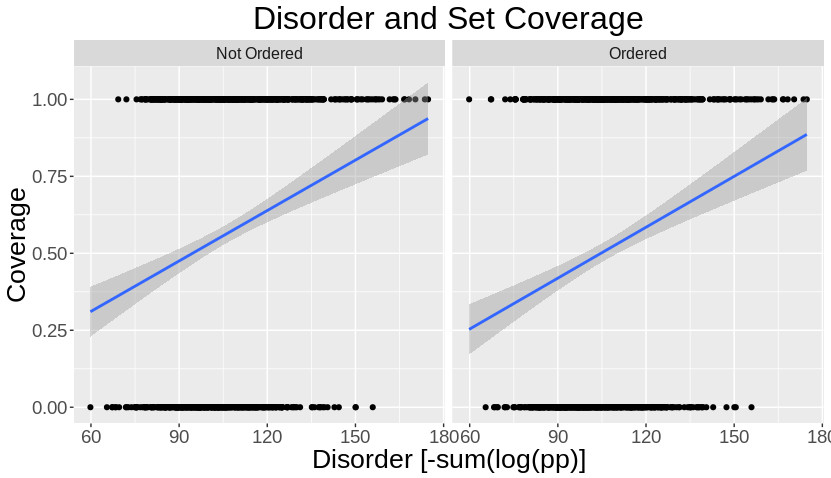 Disorder and Set Coverage
Not Ordered
Ordered
Coverage
1.00
0.75
0.50
0.25
0.00
60 90 120 150 180
60 90 120 150 180
Disorder [-sum(log(pp)]